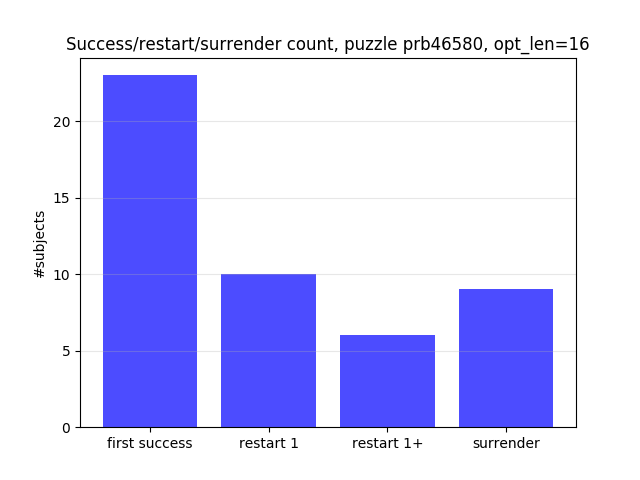 Success/restart/surrender count, puzzle prb46580, opt_len=16
#subjects
20
15
10
5
0
first success restart 1 restart 1+ surrender